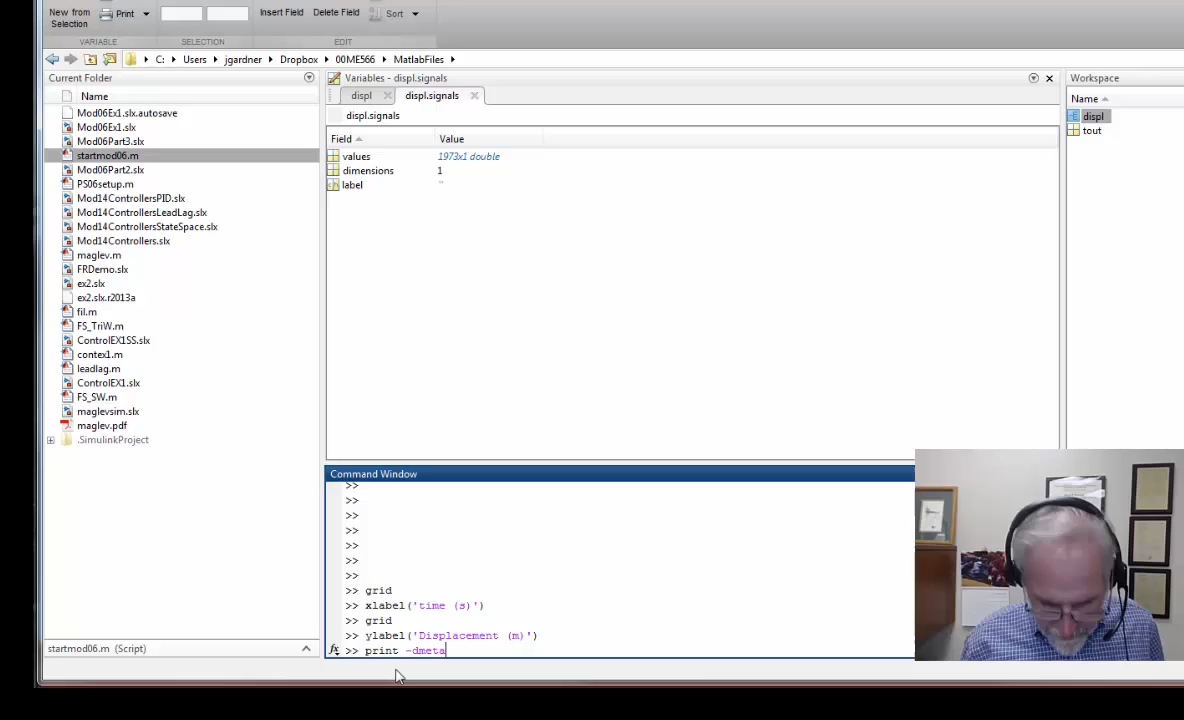 New from
Selection
Print
Insert Field
Delete Field
Sort
VARIABLE
SELECTION
EDIT
C: Users jgardner Dropbox 00ME566 MatlabFiles
Current Folder
Name
Mod06Ex1.slx.autosave
Mod06Ex1.slx
Mod06Part3.slx
startmod06.m
Mod06Part2.slx
PS06setup.m
Mod14ControllersPID.slx
Mod14ControllersLeadLag.slx
Mod14ControllersStateSpace.slx
Mod14Controllers.slx
maglev.m
FRDemo.slx
ex2.slx
ex2.slx.r2013a
fil.m
FS_TriW.m
ControlEX1SS.slx
contex1.m
leadlag.m
ControlEX1.slx
FS_SW.m
maglevsim.slx
maglev.pdf
.SimulinkProject
startmod06.m (Script)
Variables - displ.signals
displ
displ.signals
displ.signals
Field Value
values 1973x1 double
dimensions 1
label ''
Command Window
>>
>>
>>
>>
>>
>>
>>
>> grid
>> xlabel('time (s)')
>> grid
>> ylabel('Displacement (m)')
fx >> print -dmeta
Workspace
Name
displ
tout